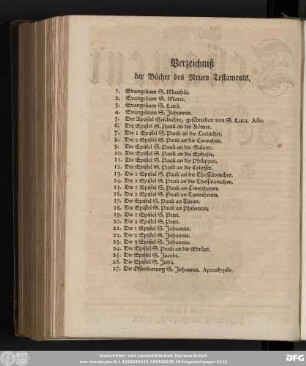 Verzeichniß
der Bücher des Neuen Testaments.
1. Evangelium S. Matthäi.
2. Evangelium S. Marci.
3. Evangelium S. Lucä.
4. Evangelium S. Johannis.
5. Der Apostel Geschichte, geschrieben von S. Luca. Acta.
6. Die Epistel S. Pauli an die Römer.
7. Die 1 Epistel S. Pauli an die Corinther.
8. Die 2 Epistel S. Pauli an die Corinther.
9. Die Epistel S. Pauli an die Galater.
10. Die Epistel S. Pauli an die Epheser.
11. Die Epistel S. Pauli an die Philipper.
12. Die Epistel S. Pauli an die Colosser.
13. Die 1 Epistel S. Pauli an die Thessalonicher.
14. Die 2 Epistel S. Pauli an die Thessalonicher.
15. Die 1 Epistel S. Pauli an Timotheum.
16. Die 2 Epistel S. Pauli an Timotheum.
17. Die Epistel S. Pauli an Titum.
18. Die Epistel S. Pauli an Philemon.
19. Die 1 Epistel S. Petri.
20. Die 2 Epistel S. Petri.
21. Die 1 Epistel S. Johannis.
22. Die 2 Epistel S. Johannis.
23. Die 3 Epistel S. Johannis.
24. Die Epistel S. Pauli an die Ebräer.
25. Die Epistel S. Jacobi.
26. Die Epistel S. Judä.
27. Die Offenbarung S. Johannis. Apocalypsis.
DFG